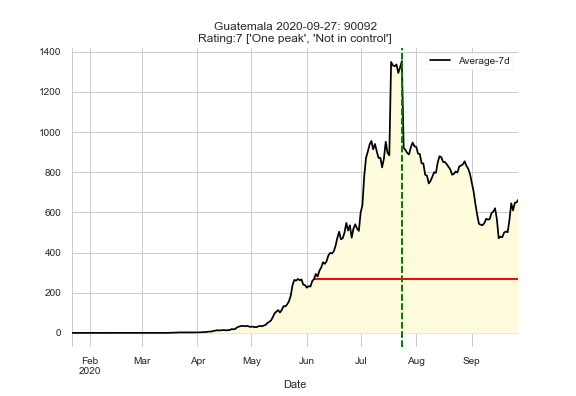 Guatemala 2020-09-27: 90092
Rating:7 ['One peak', 'Not in control']
Average-7d
1400
1200
1000
800
600
400
200
0
Feb Mar Apr May Jun Jul Aug Sep
2020
Date